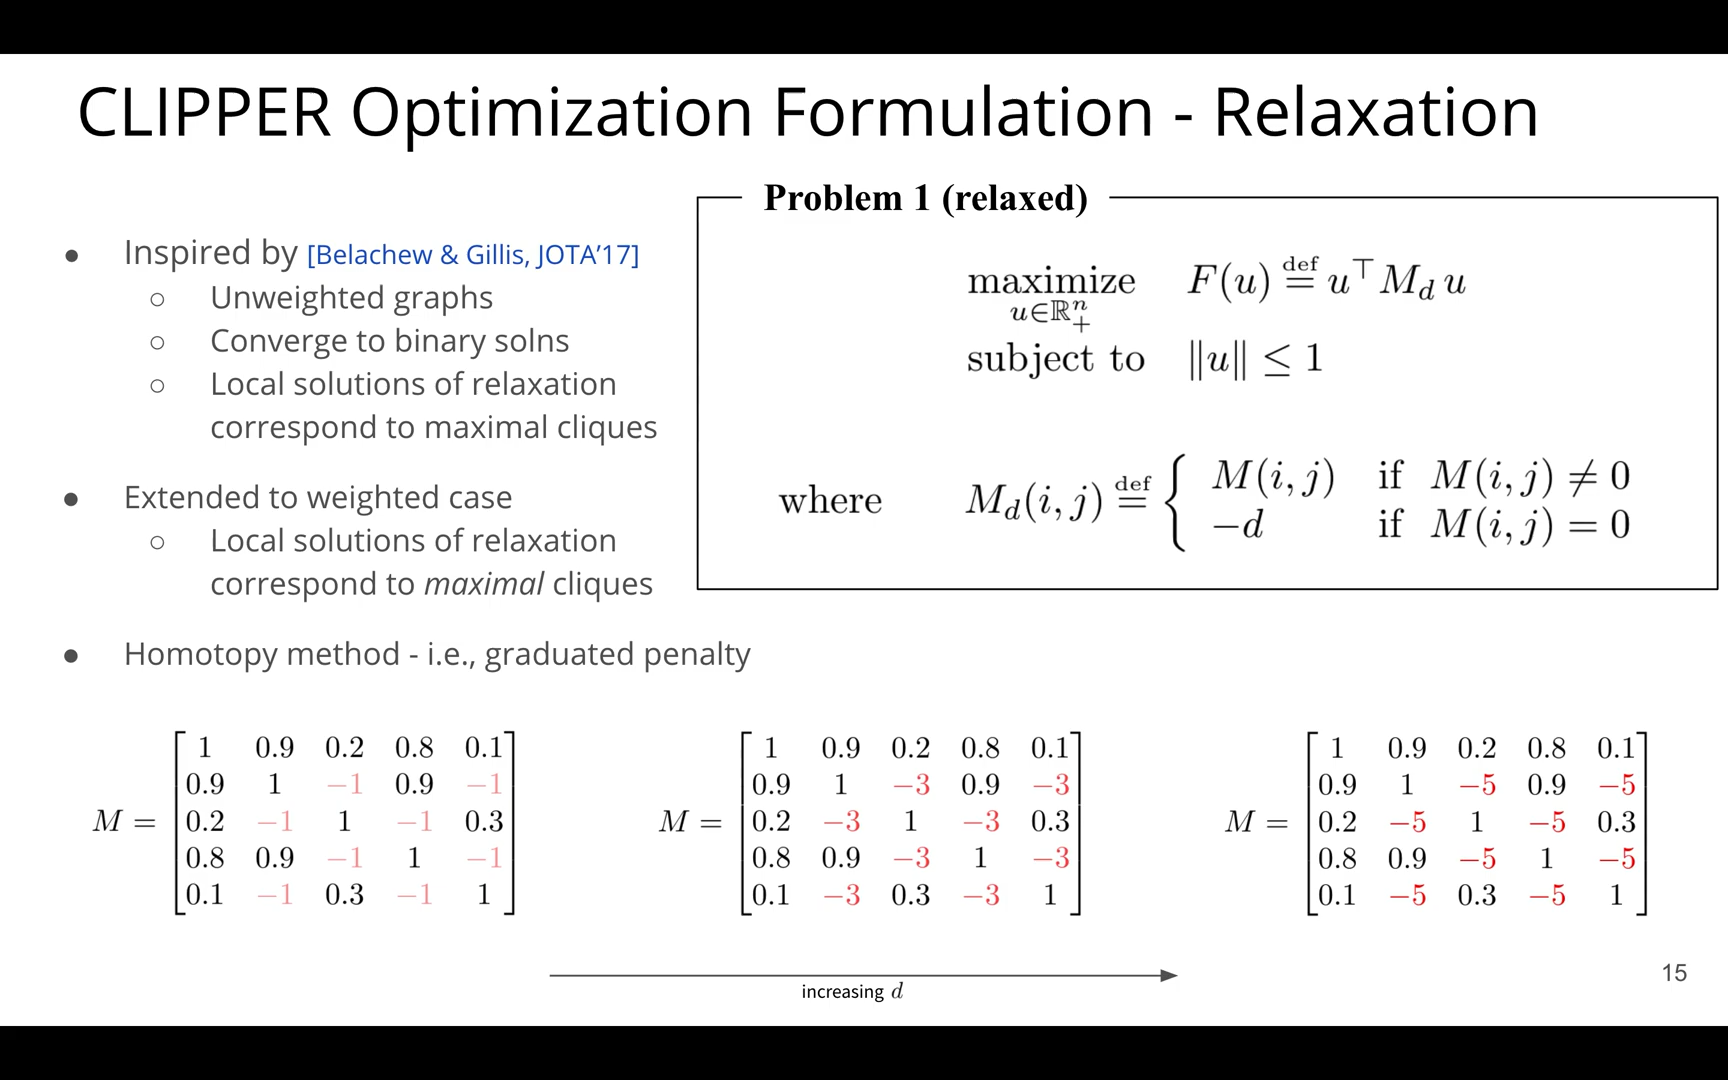 CLIPPER Optimization Formulation - Relaxation
● Inspired by [Belachew & Gillis, JOTA’17]
○ Unweighted graphs
○ Converge to binary solns
○ Local solutions of relaxation
correspond to maximal cliques
● Extended to weighted case
○ Local solutions of relaxation
correspond to maximal cliques
● Homotopy method - i.e., graduated penalty
Problem 1 (relaxed)
maximize F(u) def= u⊤ M_d u
u∈ℝ₊ⁿ
subject to ‖u‖ ≤ 1
where M_d(i, j) def= { M(i, j) if M(i, j) ≠ 0
−d if M(i, j) = 0
M =
1 0.9 0.2 0.8 0.1
0.9 1 −1 0.9 −1
0.2 −1 1 −1 0.3
0.8 0.9 −1 1 −1
0.1 −1 0.3 −1 1
M =
1 0.9 0.2 0.8 0.1
0.9 1 −3 0.9 −3
0.2 −3 1 −3 0.3
0.8 0.9 −3 1 −3
0.1 −3 0.3 −3 1
M =
1 0.9 0.2 0.8 0.1
0.9 1 −5 0.9 −5
0.2 −5 1 −5 0.3
0.8 0.9 −5 1 −5
0.1 −5 0.3 −5 1
increasing d
15